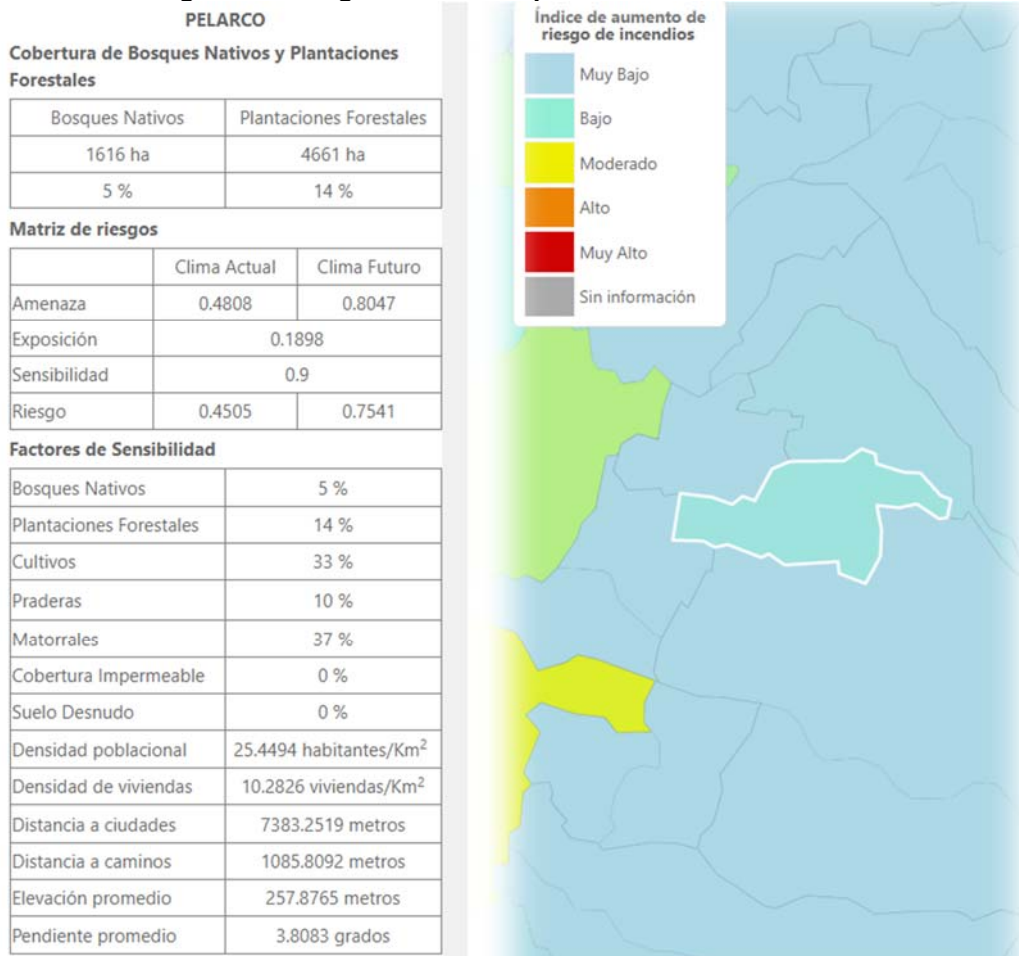 PELARCO
Cobertura de Bosques Nativos y Plantaciones
Forestales
Bosques Nativos Plantaciones Forestales
1616 ha 4661 ha
5 % 14 %
Matriz de riesgos
Clima Actual Clima Futuro
Amenaza 0.4808 0.8047
Exposición 0.1898
Sensibilidad 0.9
Riesgo 0.4505 0.7541
Factores de Sensibilidad
Bosques Nativos 5 %
Plantaciones Forestales 14 %
Cultivos 33 %
Praderas 10 %
Matorrales 37 %
Cobertura Impermeable 0 %
Suelo Desnudo 0 %
Densidad poblacional 25.4494 habitantes/Km²
Densidad de viviendas 10.2826 viviendas/Km²
Distancia a ciudades 7383.2519 metros
Distancia a caminos 1085.8092 metros
Elevación promedio 257.8765 metros
Pendiente promedio 3.8083 grados
Índice de aumento de
riesgo de incendios
Muy Bajo
Bajo
Moderado
Alto
Muy Alto
Sin información